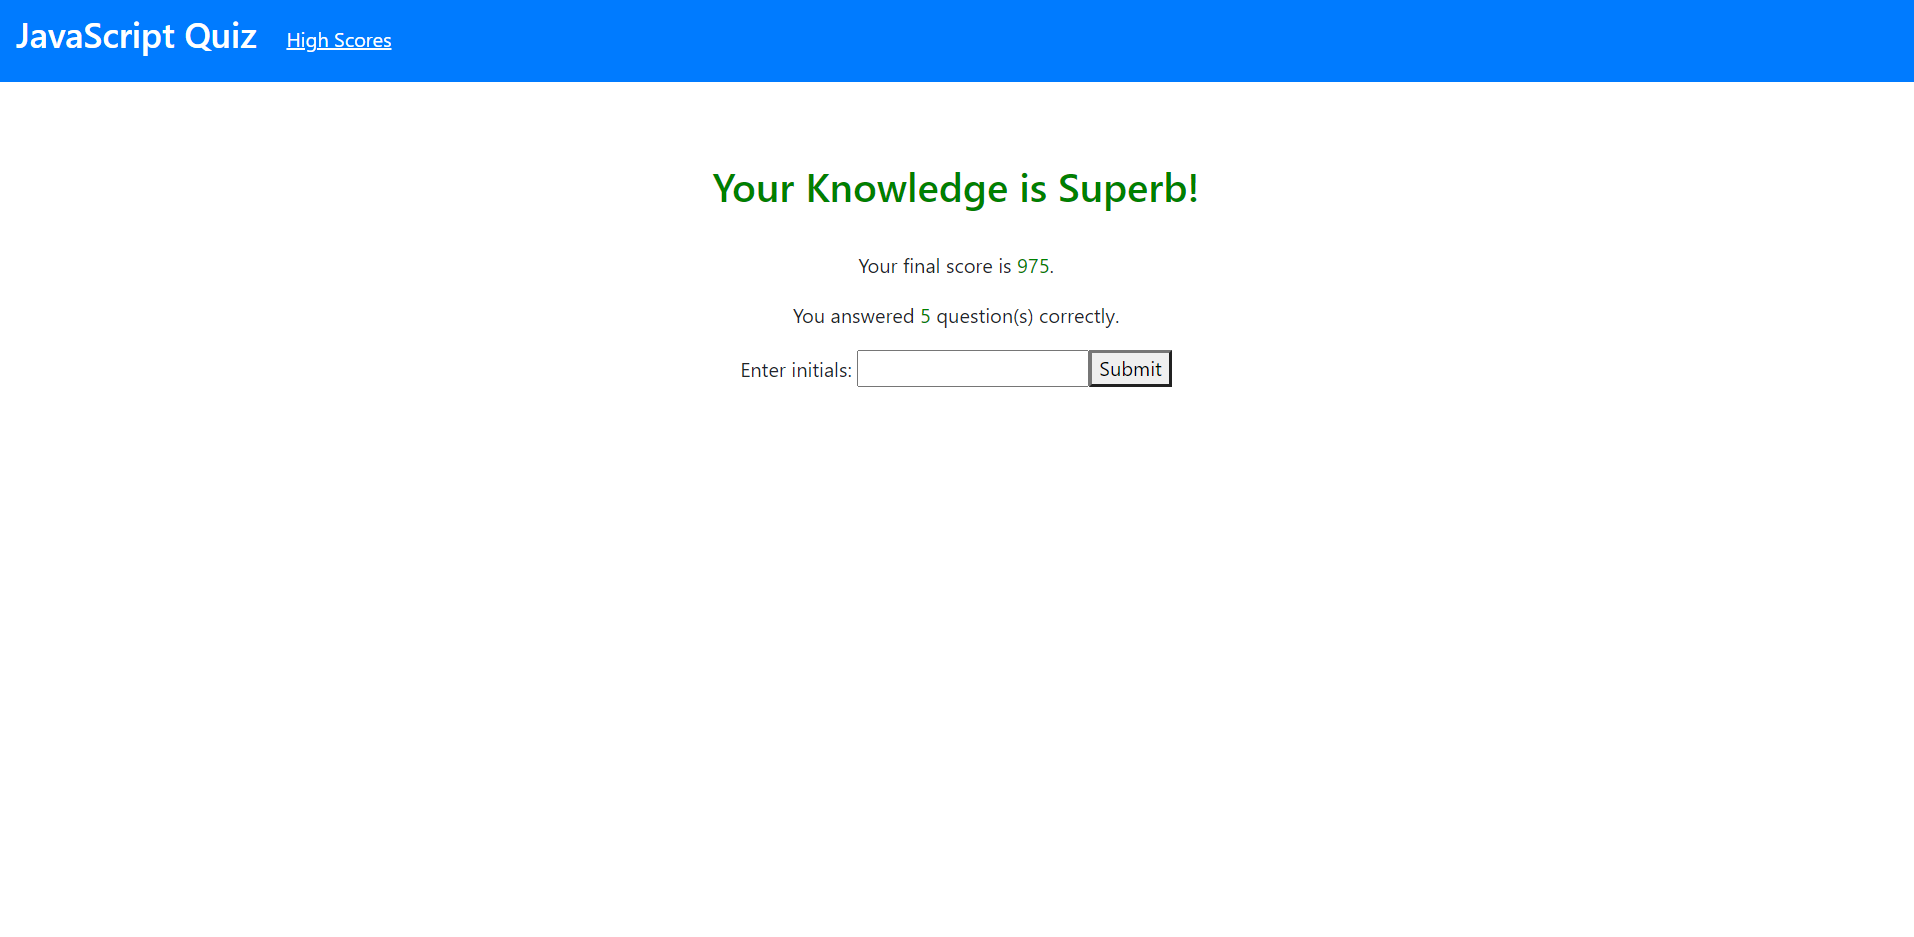 JavaScript Quiz High Scores
Your Knowledge is Superb!
Your final score is 975.
You answered 5 question(s) correctly.
Enter initials: Submit